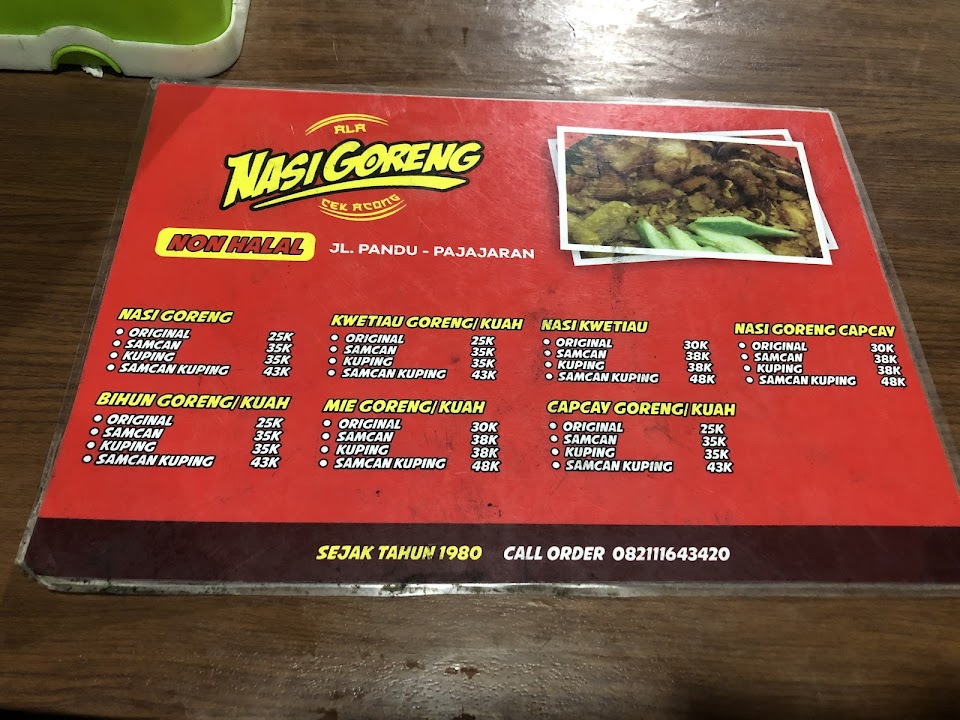 ALA
NASI GORENG
CEK ACONG
NON HALAL
JL. PANDU - PAJAJARAN
NASI GORENG
• ORIGINAL 25K
• SAMCAN 35K
• KUPING 35K
• SAMCAN KUPING 43K
KWETIAU GORENG/ KUAH
• ORIGINAL 25K
• SAMCAN 35K
• KUPING 35K
• SAMCAN KUPING 43K
NASI KWETIAU
• ORIGINAL 30K
• SAMCAN 38K
• KUPING 38K
• SAMCAN KUPING 48K
NASI GORENG CAPCAY
• ORIGINAL 30K
• SAMCAN 38K
• KUPING 38K
• SAMCAN KUPING 48K
BIHUN GORENG/ KUAH
• ORIGINAL 25K
• SAMCAN 35K
• KUPING 35K
• SAMCAN KUPING 43K
MIE GORENG/ KUAH
• ORIGINAL 30K
• SAMCAN 38K
• KUPING 38K
• SAMCAN KUPING 48K
CAPCAY GORENG/ KUAH
• ORIGINAL 25K
• SAMCAN 35K
• KUPING 35K
• SAMCAN KUPING 43K
SEJAK TAHUN 1980 CALL ORDER 082111643420